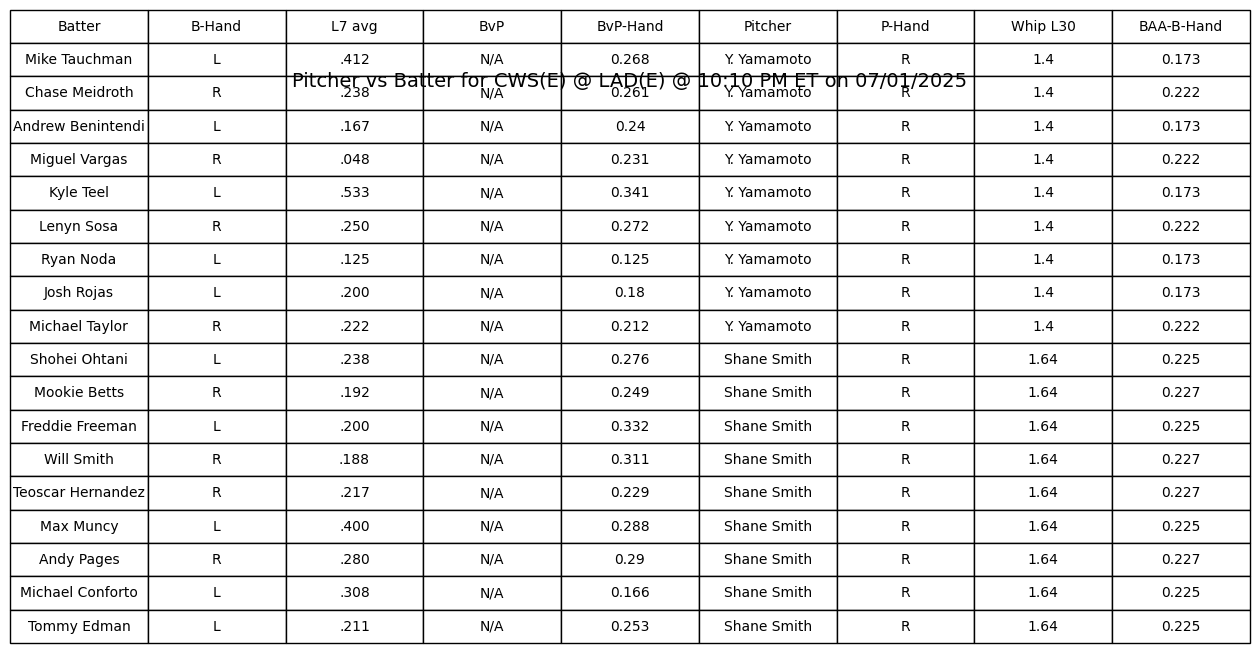 Batter B-Hand L7 avg BvP BvP-Hand Pitcher P-Hand Whip L30 BAA-B-Hand
Mike Tauchman L .412 N/A 0.268 Y. Yamamoto R 1.4 0.173
Pitcher vs Batter for CWS(E) @ LAD(E) @ 10:10 PM ET on 07/01/2025
Chase Meidroth R .238 N/A 0.261 Y. Yamamoto R 1.4 0.222
Andrew Benintendi L .167 N/A 0.24 Y. Yamamoto R 1.4 0.173
Miguel Vargas R .048 N/A 0.231 Y. Yamamoto R 1.4 0.222
Kyle Teel L .533 N/A 0.341 Y. Yamamoto R 1.4 0.173
Lenyn Sosa R .250 N/A 0.272 Y. Yamamoto R 1.4 0.222
Ryan Noda L .125 N/A 0.125 Y. Yamamoto R 1.4 0.173
Josh Rojas L .200 N/A 0.18 Y. Yamamoto R 1.4 0.173
Michael Taylor R .222 N/A 0.212 Y. Yamamoto R 1.4 0.222
Shohei Ohtani L .238 N/A 0.276 Shane Smith R 1.64 0.225
Mookie Betts R .192 N/A 0.249 Shane Smith R 1.64 0.227
Freddie Freeman L .200 N/A 0.332 Shane Smith R 1.64 0.225
Will Smith R .188 N/A 0.311 Shane Smith R 1.64 0.227
Teoscar Hernandez R .217 N/A 0.229 Shane Smith R 1.64 0.227
Max Muncy L .400 N/A 0.288 Shane Smith R 1.64 0.225
Andy Pages R .280 N/A 0.29 Shane Smith R 1.64 0.227
Michael Conforto L .308 N/A 0.166 Shane Smith R 1.64 0.225
Tommy Edman L .211 N/A 0.253 Shane Smith R 1.64 0.225